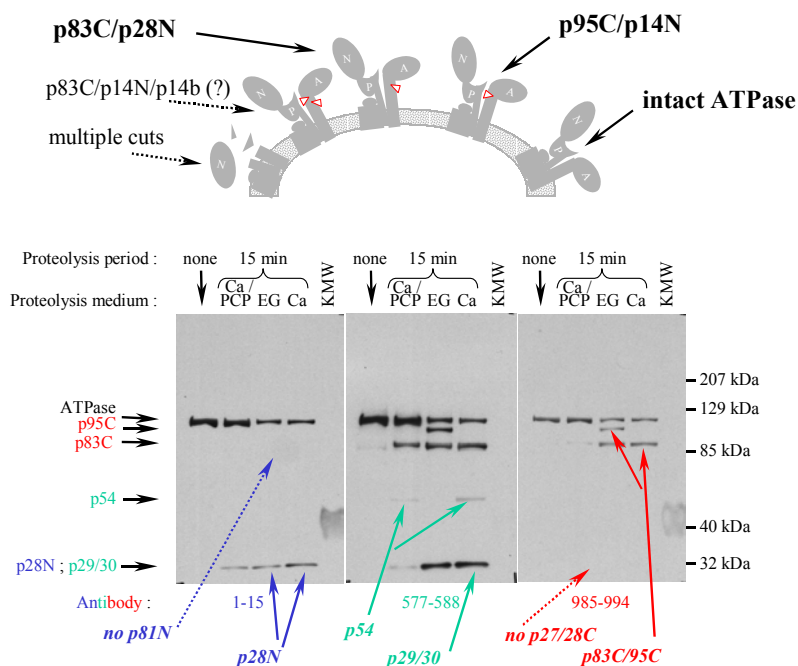 p83C/p28N
p95C/p14N
p83C/p14N/p14b (?)
intact ATPase
multiple cuts
N
P
A
N
P
A
N
P
A
N
P
A
N
Proteolysis period : none 15 min none 15 min none 15 min
Proteolysis medium : Ca / PCP EG Ca KMW Ca / PCP EG Ca KMW Ca / PCP EG Ca KMW
207 kDa
ATPase 129 kDa
p95C
p83C 85 kDa
p54
40 kDa
p28N ; p29/30 32 kDa
Antibody : 1-15 577-588 985-994
no p81N p54 no p27/28C
p28N p29/30 p83C/95C